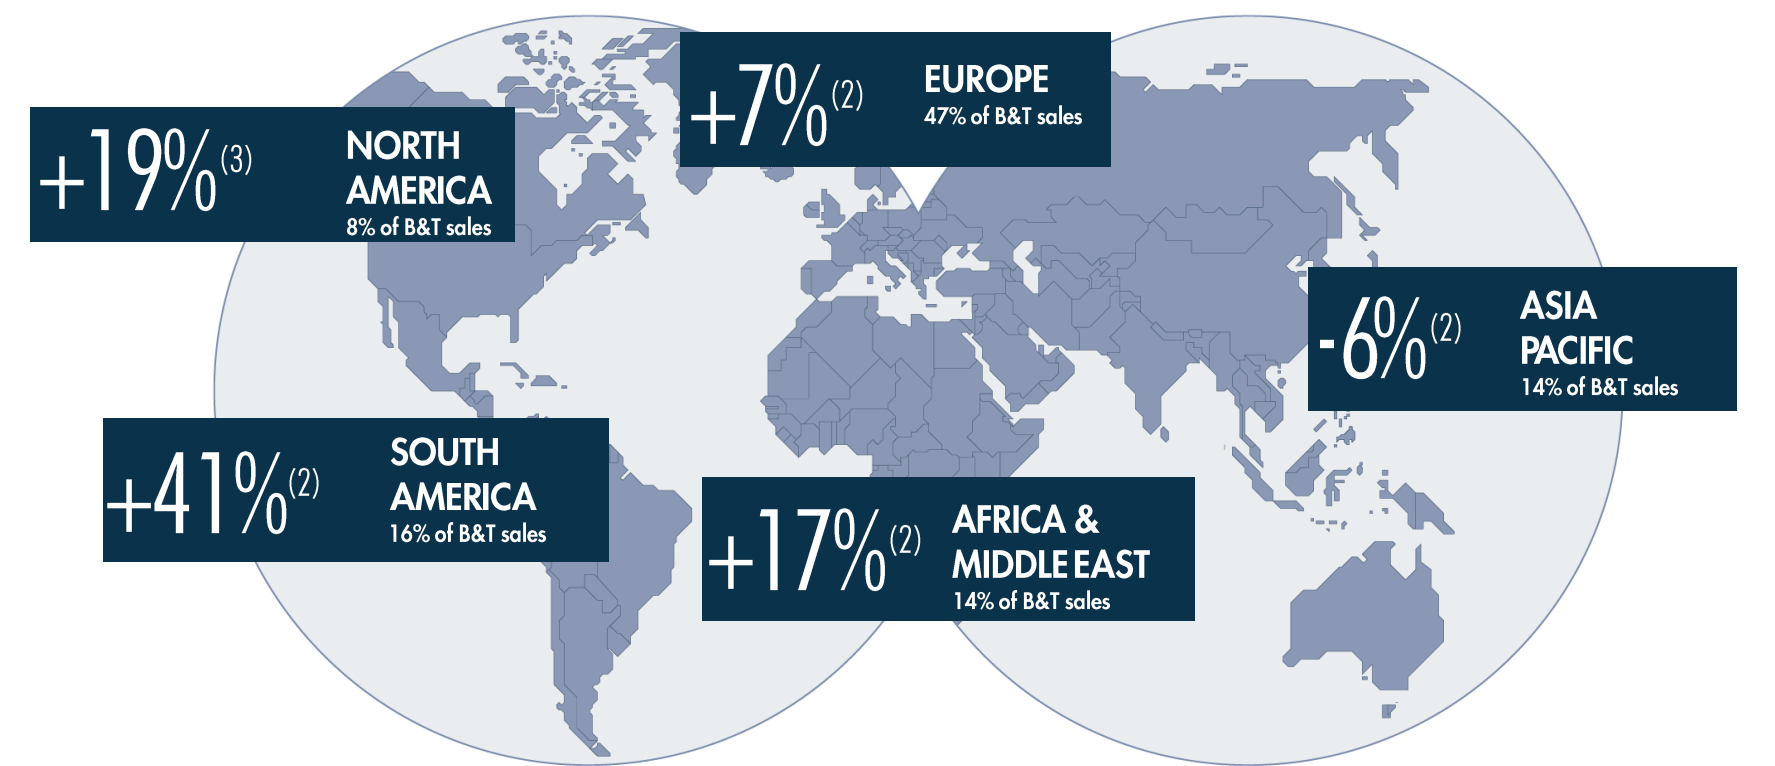 +7%(2)
EUROPE
47% of B&T sales
+19%(3)
NORTH
AMERICA
8% of B&T sales
-6%(2)
ASIA
PACIFIC
14% of B&T sales
+41%(2)
SOUTH
AMERICA
16% of B&T sales
+17%(2)
AFRICA &
MIDDLE EAST
14% of B&T sales